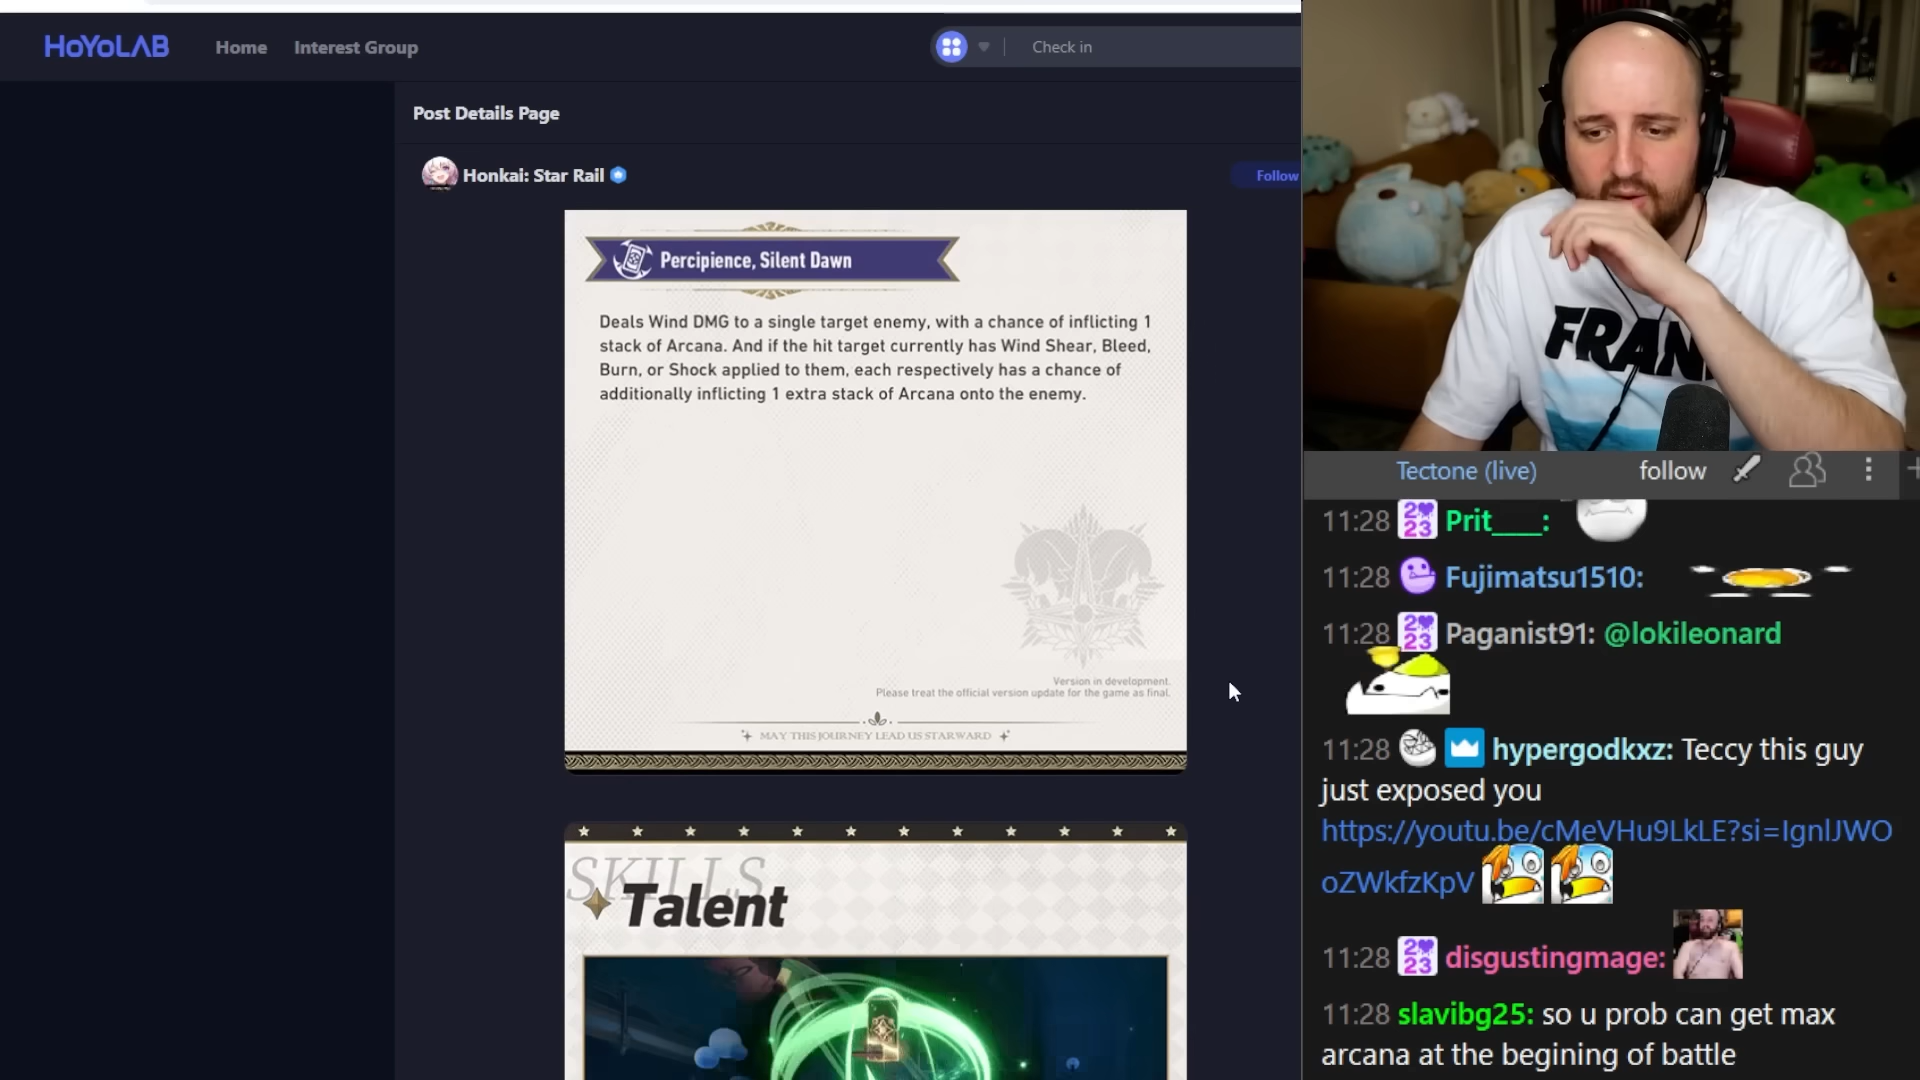 HoYoLAB
Home
Interest Group
Check in
Post Details Page
Honkai: Star Rail
Follow
Percipience, Silent Dawn
Deals Wind DMG to a single target enemy, with a chance of inflicting 1
stack of Arcana. And if the hit target currently has Wind Shear, Bleed,
Burn, or Shock applied to them, each respectively has a chance of
additionally inflicting 1 extra stack of Arcana onto the enemy.
Version in development.
Please treat the official version update for the game as final.
MAY THIS JOURNEY LEAD US STARWARD
SKILLS
Talent
FRAN
Tectone (live)
follow
11:28 2023 Prit____:
11:28 Fujimatsu1510:
11:28 2023 Paganist91: @lokileonard
11:28 hypergodkxz: Teccy this guy
just exposed you
https://youtu.be/cMeVHu9LkLE?si=IgnlJWO
oZWkfzKpV
11:28 2023 disgustingmage:
11:28 slavibg25: so u prob can get max
arcana at the begining of battle